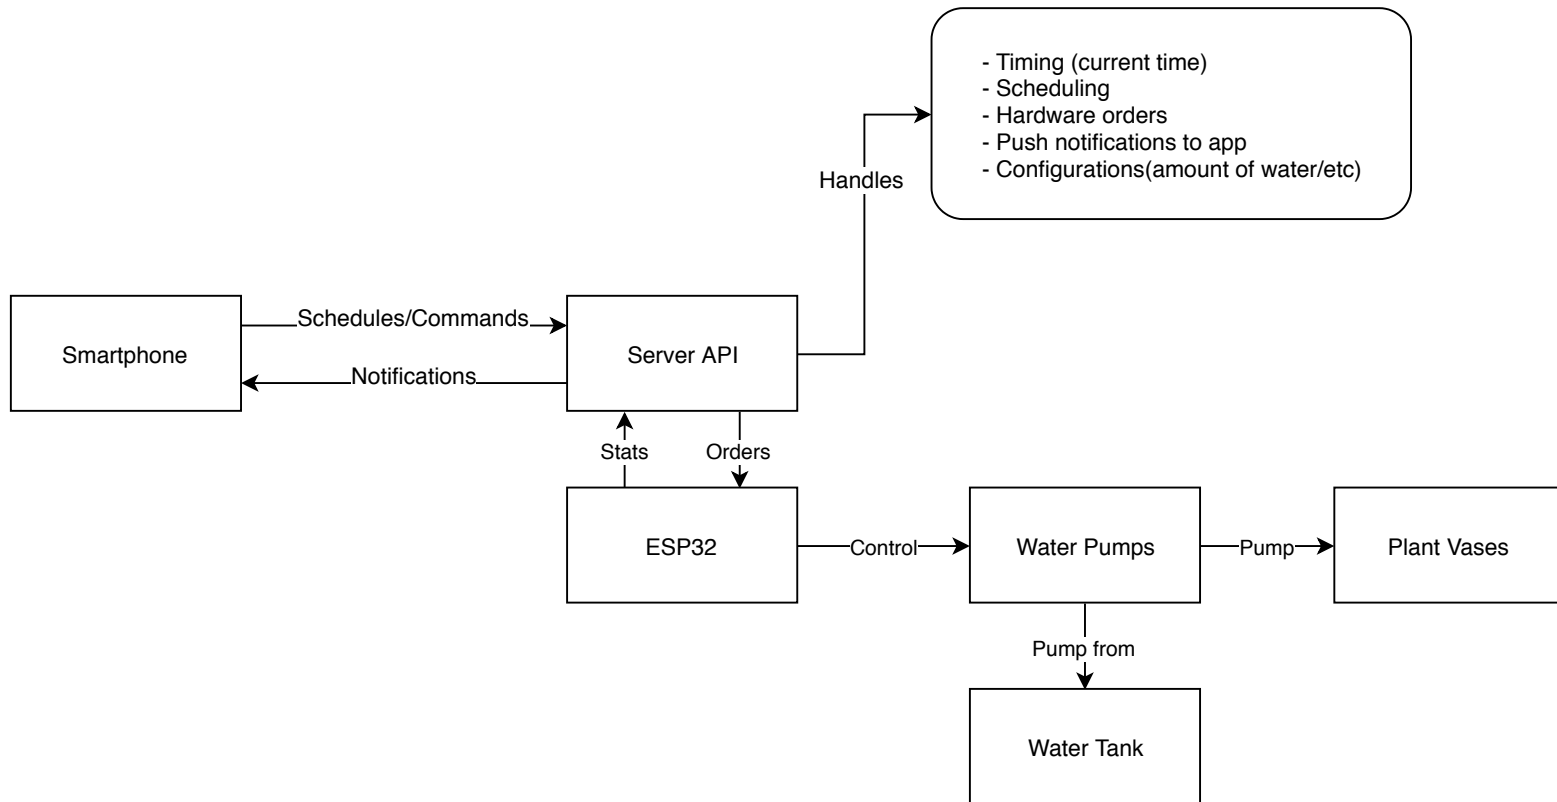 - Timing (current time)
- Scheduling
- Hardware orders
- Push notifications to app
- Configurations(amount of water/etc)
Handles
Smartphone
Schedules/Commands
Notifications
Server API
Stats
Orders
ESP32
Control
Water Pumps
Pump
Plant Vases
Pump from
Water Tank